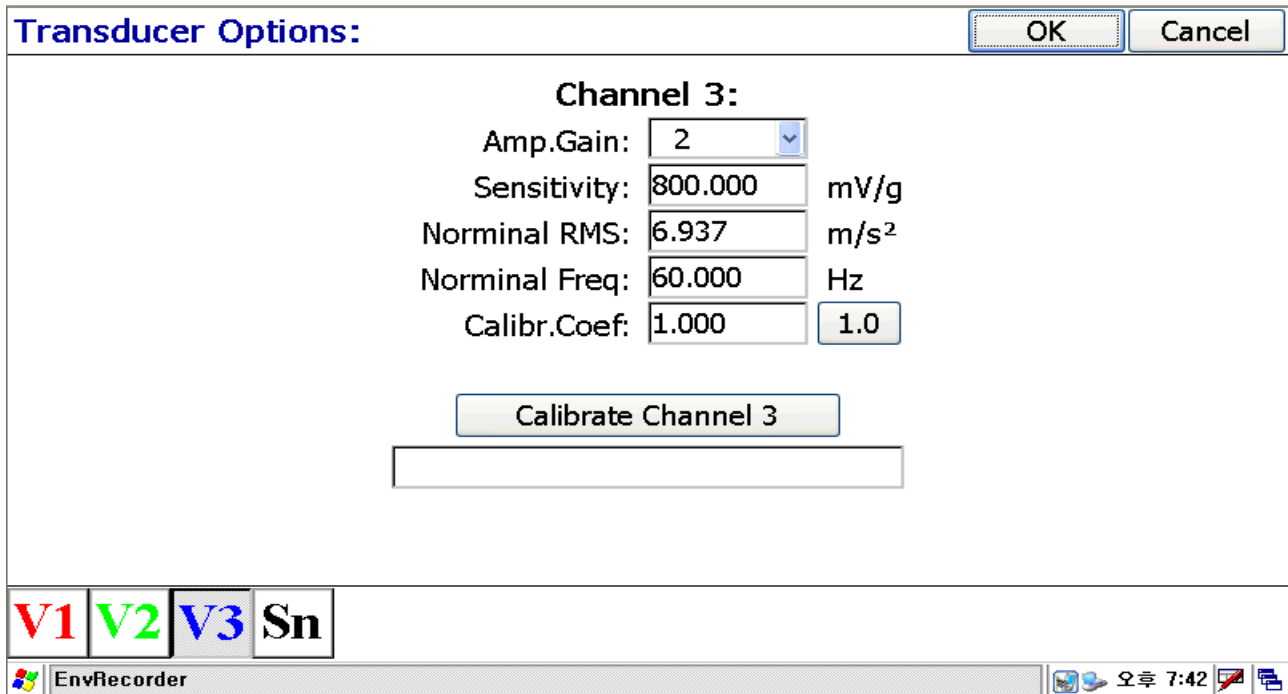 Transducer Options: OK Cancel
Channel 3:
Amp.Gain: 2
Sensitivity: 800.000 mV/g
Norminal RMS: 6.937 m/s²
Norminal Freq: 60.000 Hz
Calibr.Coef: 1.000 1.0
Calibrate Channel 3
V1 V2 V3 Sn
EnvRecorder 오후 7:42